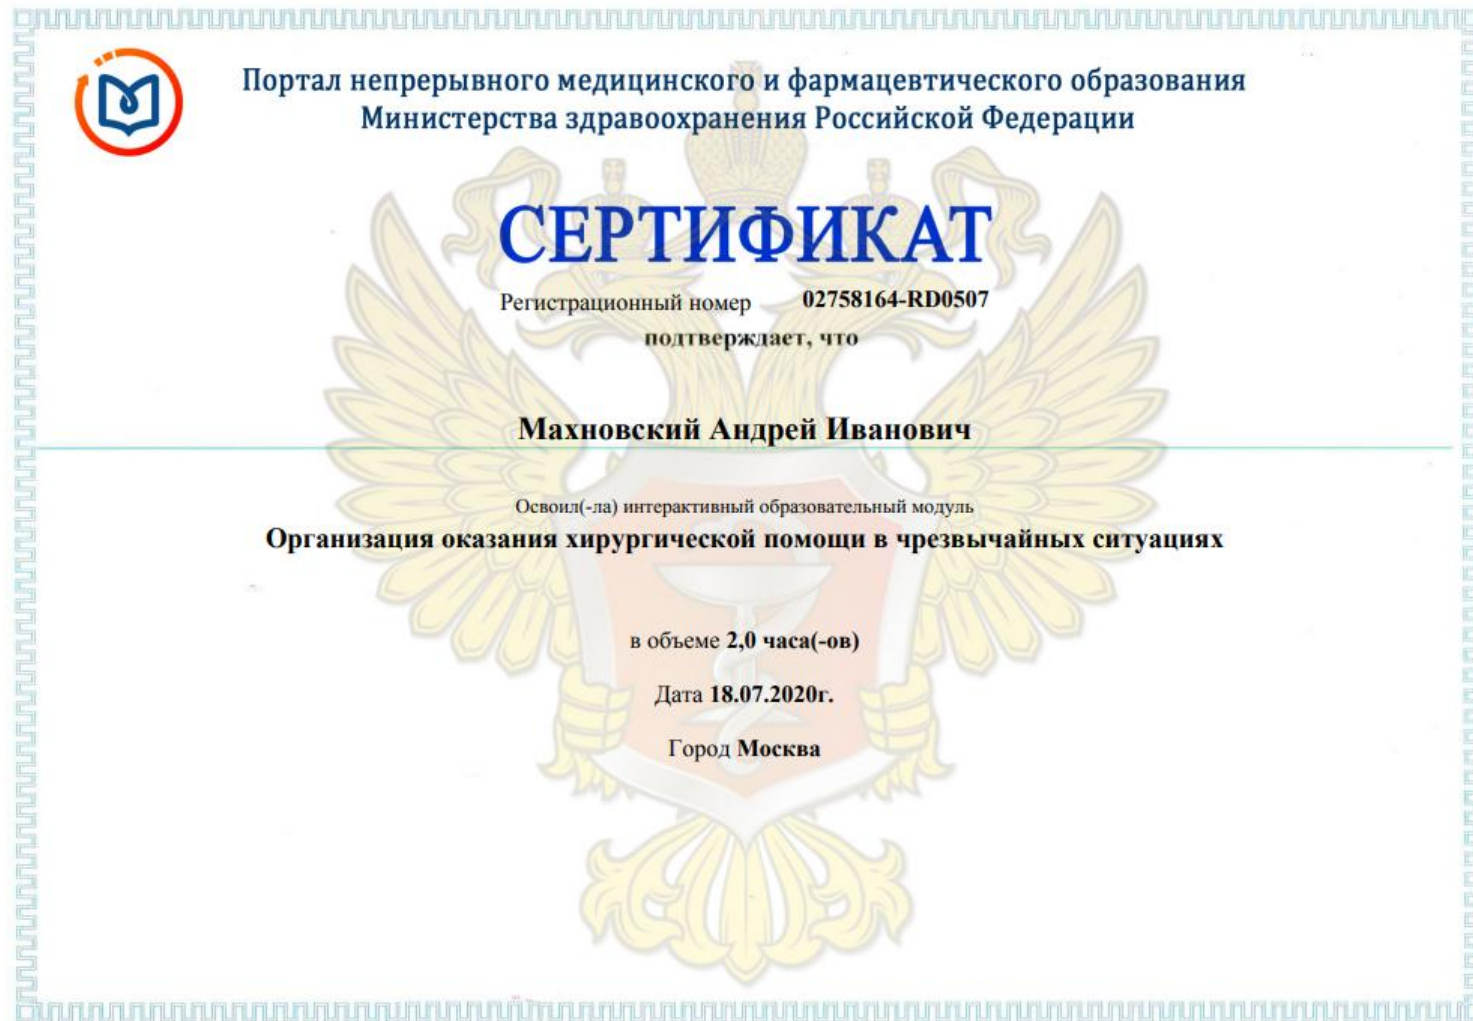 Портал непрерывного медицинского и фармацевтического образования
Министерства здравоохранения Российской Федерации
СЕРТИФИКАТ
Регистрационный номер 02758164-RD0507
подтверждает, что
Махновский Андрей Иванович
Освоил(-ла) интерактивный образовательный модуль
Организация оказания хирургической помощи в чрезвычайных ситуациях
в объеме 2,0 часа(-ов)
Дата 18.07.2020г.
Город Москва